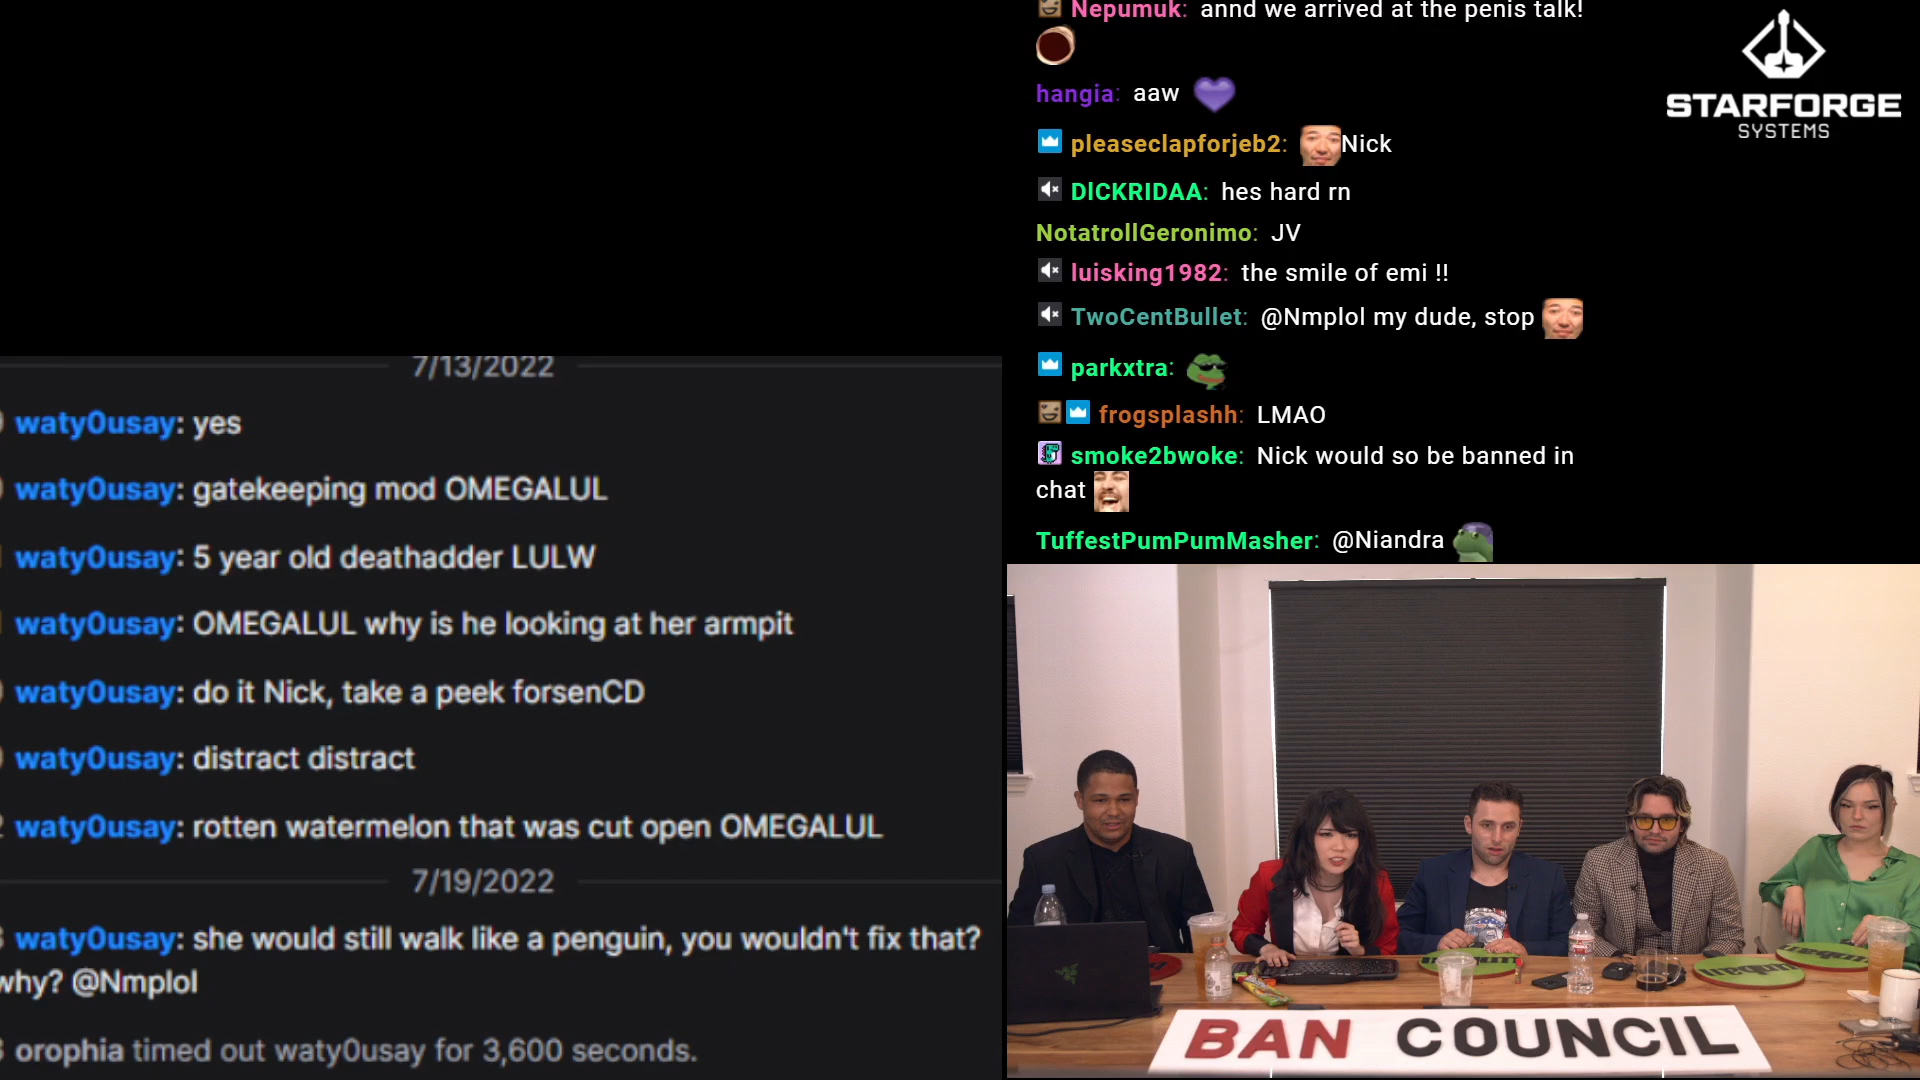 Nepumuk: annd we arrived at the penis talk!
hangia: aaw
pleaseclapforjeb2: Nick
DlCKRIDAA: hes hard rn
NotatrollGeronimo: JV
luisking1982: the smile of emi !!
TwoCentBullet: @Nmplol my dude, stop
parkxtra:
frogsplashh: LMAO
smoke2bwoke: Nick would so be banned in
chat
TuffestPumPumMasher: @Niandra
STARFORGE
SYSTEMS
7/13/2022
waty0usay: yes
waty0usay: gatekeeping mod OMEGALUL
waty0usay: 5 year old deathadder LULW
waty0usay: OMEGALUL why is he looking at her armpit
waty0usay: do it Nick, take a peek forsenCD
waty0usay: distract distract
waty0usay: rotten watermelon that was cut open OMEGALUL
7/19/2022
waty0usay: she would still walk like a penguin, you wouldn't fix that?
why? @Nmplol
orophia timed out waty0usay for 3,600 seconds.
BAN COUNCIL